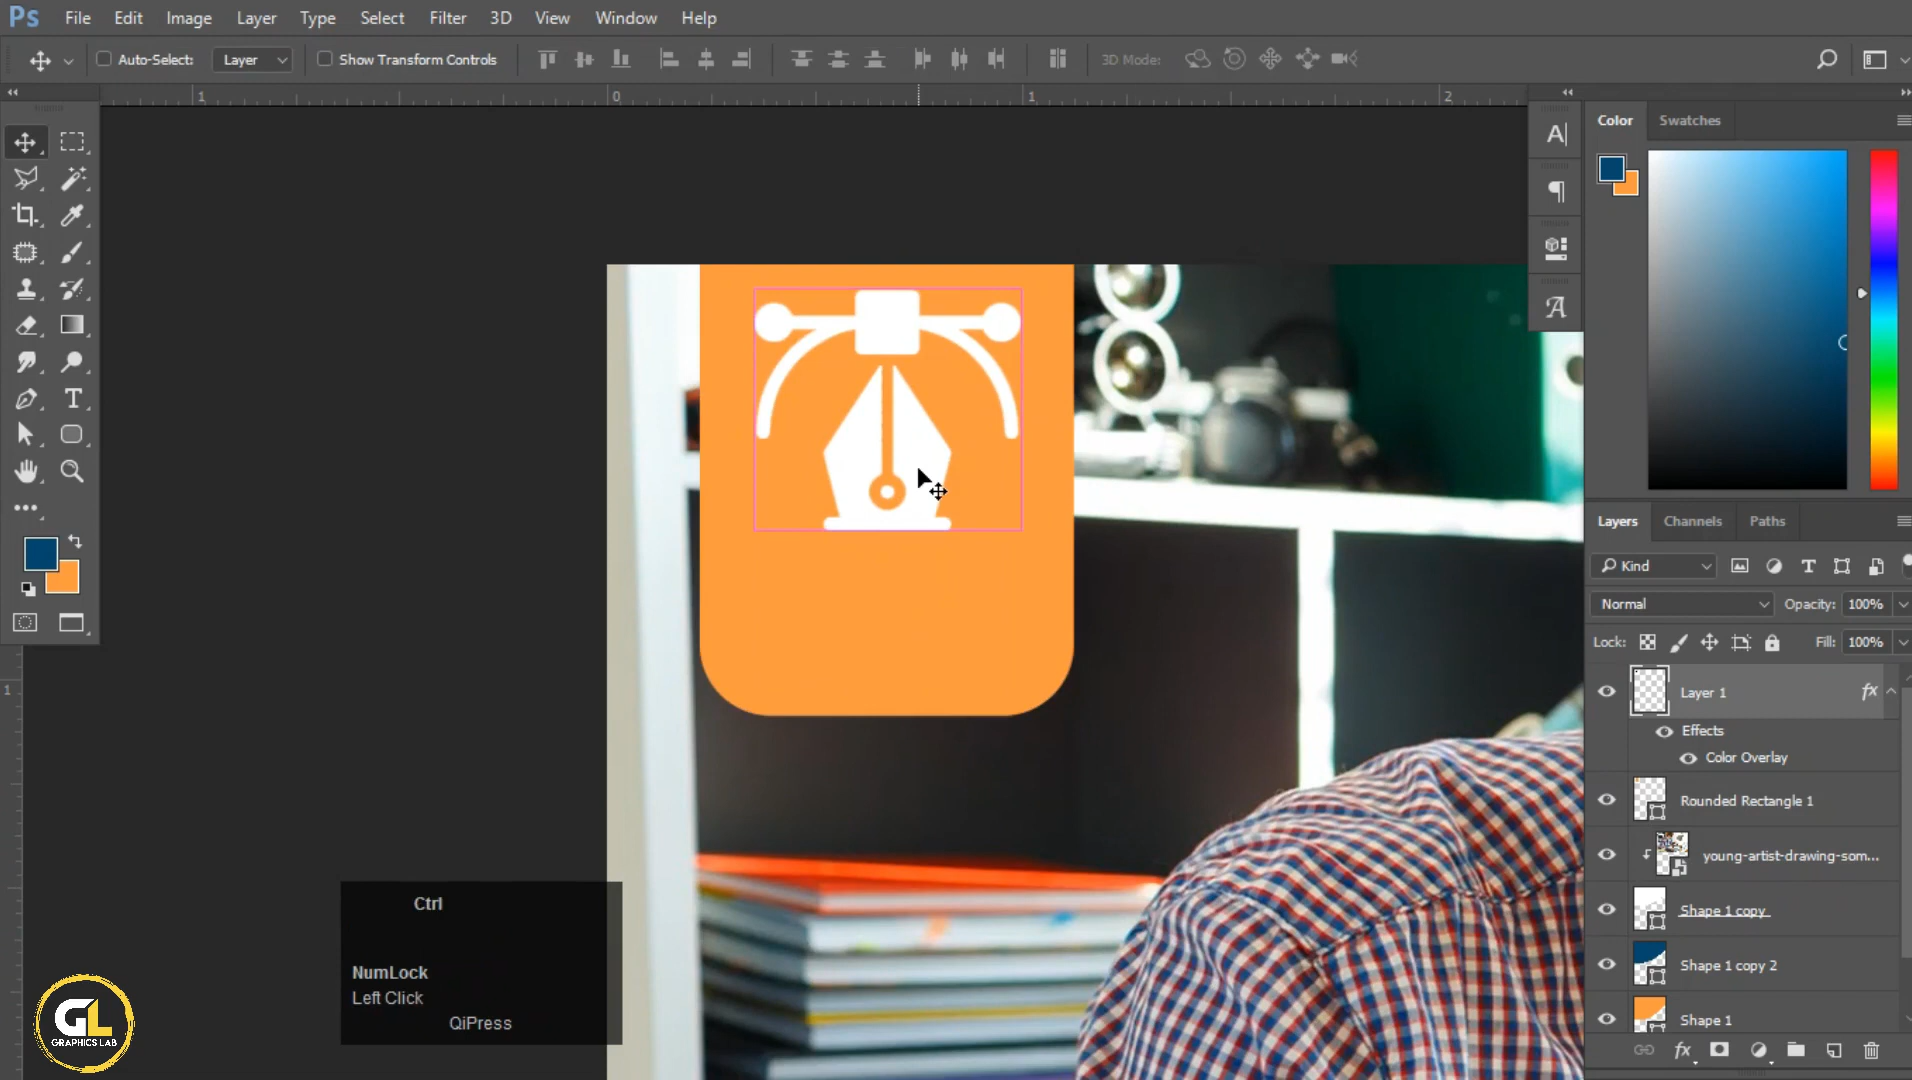 Ps File Edit Image Layer Type Select Filter 3D View Window Help
Auto-Select: Layer Show Transform Controls 3D Mode:
1 0 1 2
Color Swatches
1
Layers Channels Paths
Kind
Normal Opacity: 100%
Lock: Fill: 100%
Layer 1 fx
Effects
Color Overlay
Rounded Rectangle 1
young-artist-drawing-som...
Shape 1 copy
Shape 1 copy 2
Shape 1
fx
Ctrl
NumLock
Left Click
QiPress
GL
GRAPHICS LAB